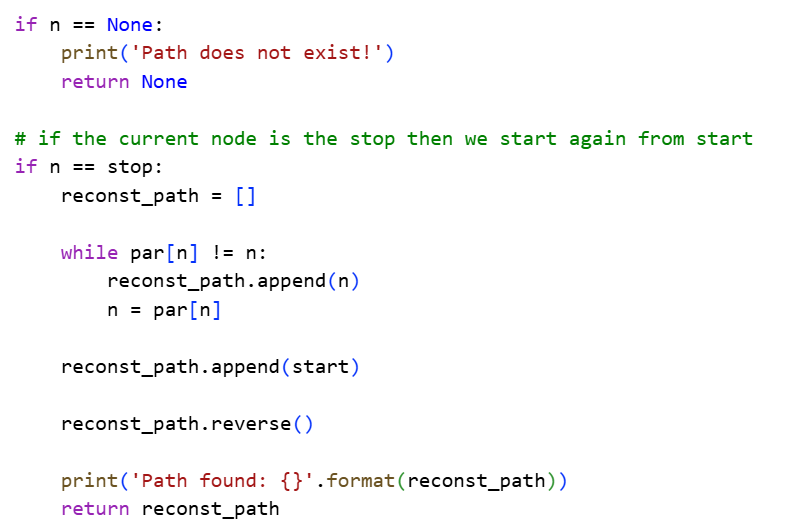 if n == None:
    print('Path does not exist!')
    return None

# if the current node is the stop then we start again from start
if n == stop:
    reconst_path = []

    while par[n] != n:
        reconst_path.append(n)
        n = par[n]

    reconst_path.append(start)

    reconst_path.reverse()

    print('Path found: {}'.format(reconst_path))
    return reconst_path